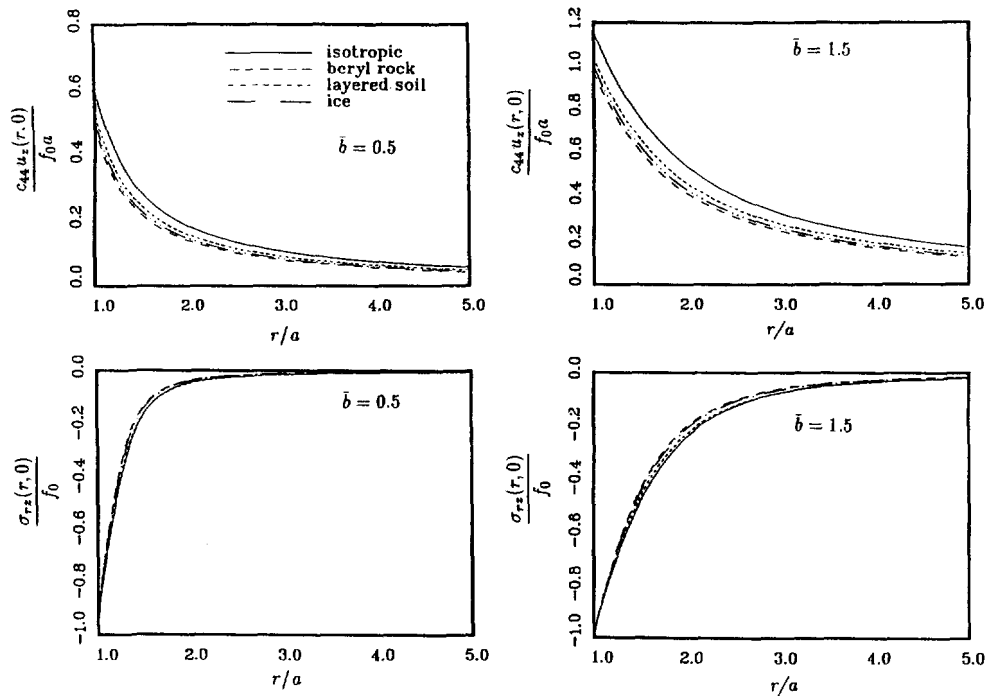 0.8
0.6
0.4
0.2
0.0
c₄₄u_z(r,0)
f₀a
isotropic
beryl rock
layered soil
ice
b̄ = 0.5
1.0 2.0 3.0 4.0 5.0
r/a
1.2
1.0
0.8
0.6
0.4
0.2
0.0
c₄₄u_z(r,0)
f₀a
b̄ = 1.5
1.0 2.0 3.0 4.0 5.0
r/a
0.0
−0.2
−0.4
−0.6
−0.8
−1.0
σ_rz(r,0)
f₀
b̄ = 0.5
1.0 2.0 3.0 4.0 5.0
r/a
0.0
−0.2
−0.4
−0.6
−0.8
−1.0
σ_rz(r,0)
f₀
b̄ = 1.5
1.0 2.0 3.0 4.0 5.0
r/a